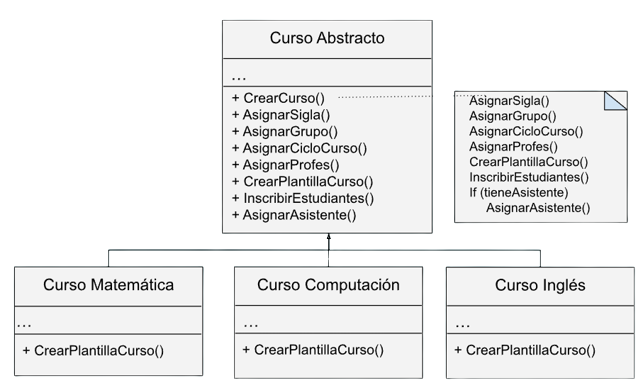 Curso Abstracto
...
+ CrearCurso()
+ AsignarSigla()
+ AsignarGrupo()
+ AsignarCicloCurso()
+ AsignarProfes()
+ CrearPlantillaCurso()
+ InscribirEstudiantes()
+ AsignarAsistente()
AsignarSigla()
AsignarGrupo()
AsignarCicloCurso()
AsignarProfes()
CrearPlantillaCurso()
InscribirEstudiantes()
If (tieneAsistente)
AsignarAsistente()
Curso Matemática
...
+ CrearPlantillaCurso()
Curso Computación
...
+ CrearPlantillaCurso()
Curso Inglés
...
+ CrearPlantillaCurso()